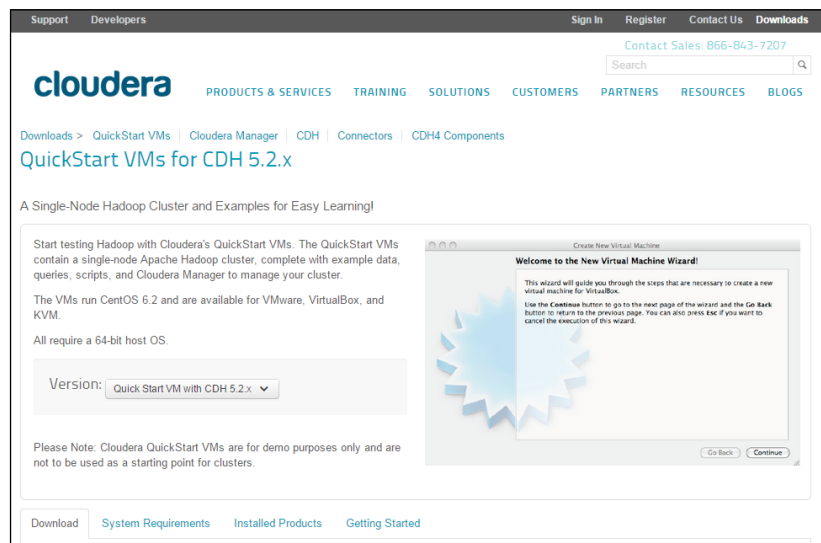 Support Developers Sign In Register Contact Us Downloads
Contact Sales: 866-843-7207
Search
cloudera PRODUCTS & SERVICES TRAINING SOLUTIONS CUSTOMERS PARTNERS RESOURCES BLOGS
Downloads > QuickStart VMs Cloudera Manager CDH Connectors CDH4 Components
QuickStart VMs for CDH 5.2.x
A Single-Node Hadoop Cluster and Examples for Easy Learning!
Start testing Hadoop with Cloudera's QuickStart VMs. The QuickStart VMs
contain a single-node Apache Hadoop cluster, complete with example data,
queries, scripts, and Cloudera Manager to manage your cluster.
The VMs run CentOS 6.2 and are available for VMware, VirtualBox, and
KVM.
All require a 64-bit host OS.
Version: Quick Start VM with CDH 5.2.x
Please Note: Cloudera QuickStart VMs are for demo purposes only and are
not to be used as a starting point for clusters.
Create New Virtual Machine
Welcome to the New Virtual Machine Wizard!
This wizard will guide you through the steps that are necessary to create a new
virtual machine for VirtualBox.
Use the Continue button to go to the next page of the wizard and the Go Back
button to return to the previous page. You can also press Esc if you want to
cancel the execution of this wizard.
Go Back Continue
Download System Requirements Installed Products Getting Started